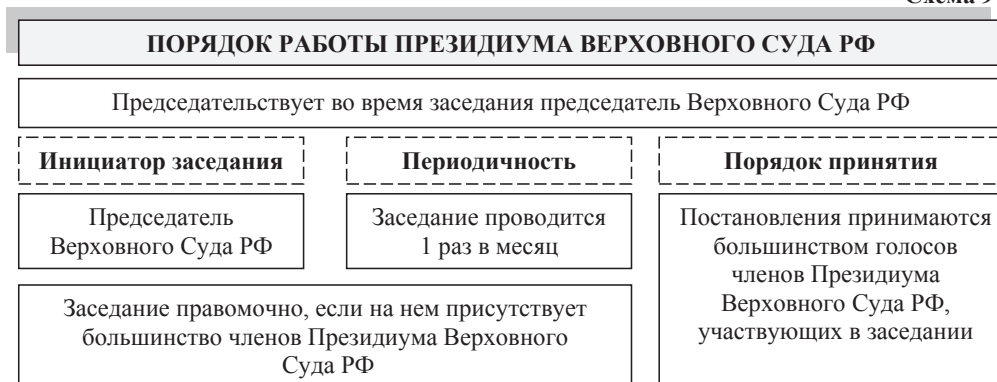 Схема 9
ПОРЯДОК РАБОТЫ ПРЕЗИДИУМА ВЕРХОВНОГО СУДА РФ
Председательствует во время заседания председатель Верховного Суда РФ
Инициатор заседания
Председатель
Верховного Суда РФ
Периодичность
Заседание проводится
1 раз в месяц
Порядок принятия
Постановления принимаются
большинством голосов
членов Президиума
Верховного Суда РФ,
участвующих в заседании
Заседание правомочно, если на нем присутствует
большинство членов Президиума Верховного
Суда РФ